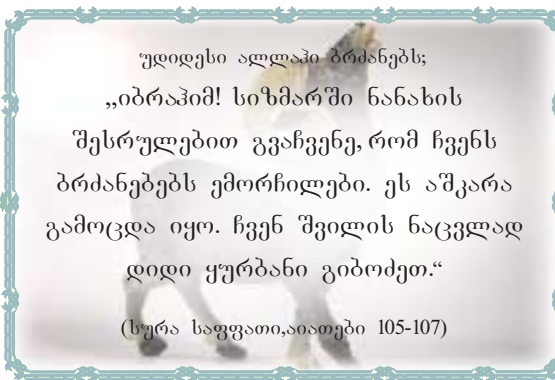 უდიდესი ალლაჰი ბრძანებს;
„იბრაჰიმ! სიზმარში ნანახის
შესრულებით გვაჩვენე, რომ ჩვენს
ბრძანებებს ემორჩილები. ეს აშკარა
გამოცდა იყო. ჩვენ შვილის ნაცვლად
დიდი ყურბანი გიბოძეთ.“
(სურა საფფათი,აიათები 105-107)